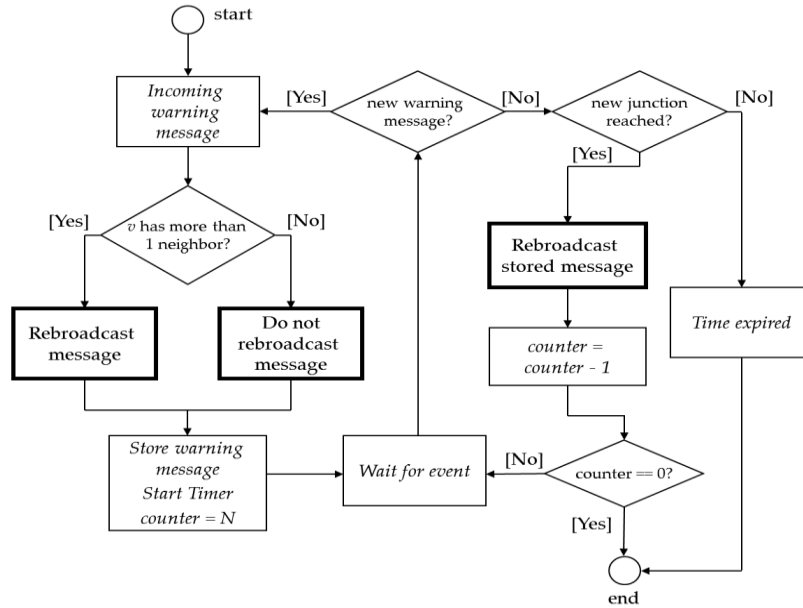 start
Incoming
warning
message
[Yes]
new warning
message?
[No]
new junction
reached?
[No]
[Yes]
[Yes]
v has more than
1 neighbor?
[No]
Rebroadcast
stored message
Rebroadcast
message
Do not
rebroadcast
message
Time expired
counter =
counter - 1
Store warning
message
Start Timer
counter = N
Wait for event
[No]
counter == 0?
[Yes]
end